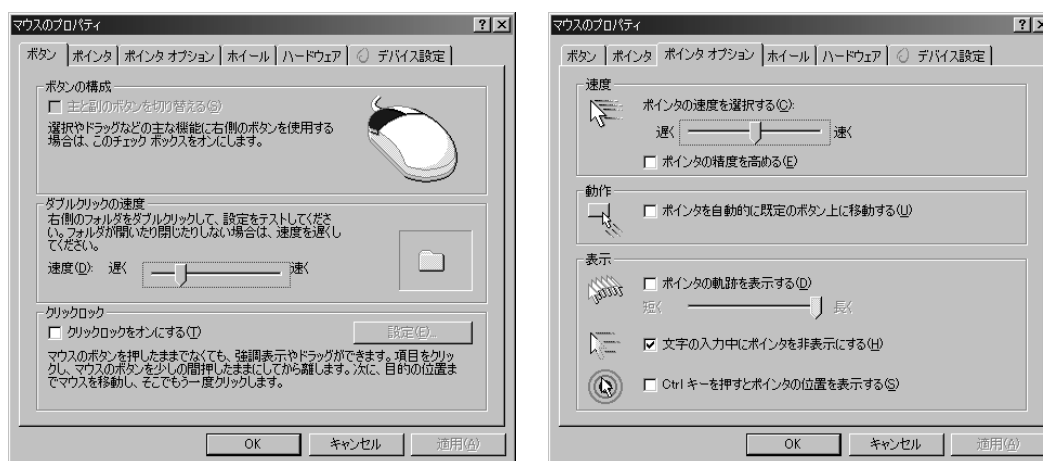 マウスのプロパティ
ボタン ポインタ ポインタ オプション ホイール ハードウェア デバイス設定
ボタンの構成
主と副のボタンを切り替える(S)
選択やドラッグなどの主な機能に右側のボタンを使用する
場合は、このチェック ボックスをオンにします。
ダブルクリックの速度
右側のフォルダをダブルクリックして、設定をテストしてくださ
い。フォルダが開いたり閉じたりしない場合は、速度を遅くし
てください。
速度(D): 遅く 速く
クリックロック
クリックロックをオンにする(T) 設定(E)...
マウスのボタンを押したままでなくても、強調表示やドラッグができます。項目をクリッ
クし、マウスのボタンを少しの間押したままにしてから離します。次に、目的の位置ま
でマウスを移動し、そこでもう一度クリックします。
OK キャンセル 適用(A)
マウスのプロパティ
ボタン ポインタ ポインタ オプション ホイール ハードウェア デバイス設定
速度
ポインタの速度を選択する(C):
遅く 速く
ポインタの精度を高める(E)
動作
ポインタを自動的に既定のボタン上に移動する(U)
表示
ポインタの軌跡を表示する(D)
短く 長く
文字の入力中にポインタを非表示にする(H)
Ctrl キーを押すとポインタの位置を表示する(S)
OK キャンセル 適用(A)